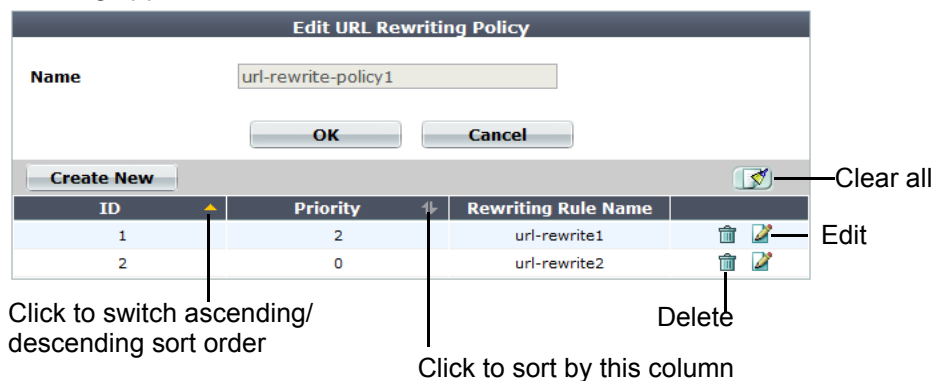 Edit URL Rewriting Policy
Name url-rewrite-policy1
OK Cancel
Create New Clear all
ID Priority Rewriting Rule Name
1 2 url-rewrite1 Edit
2 0 url-rewrite2
Click to switch ascending/
descending sort order
Delete
Click to sort by this column